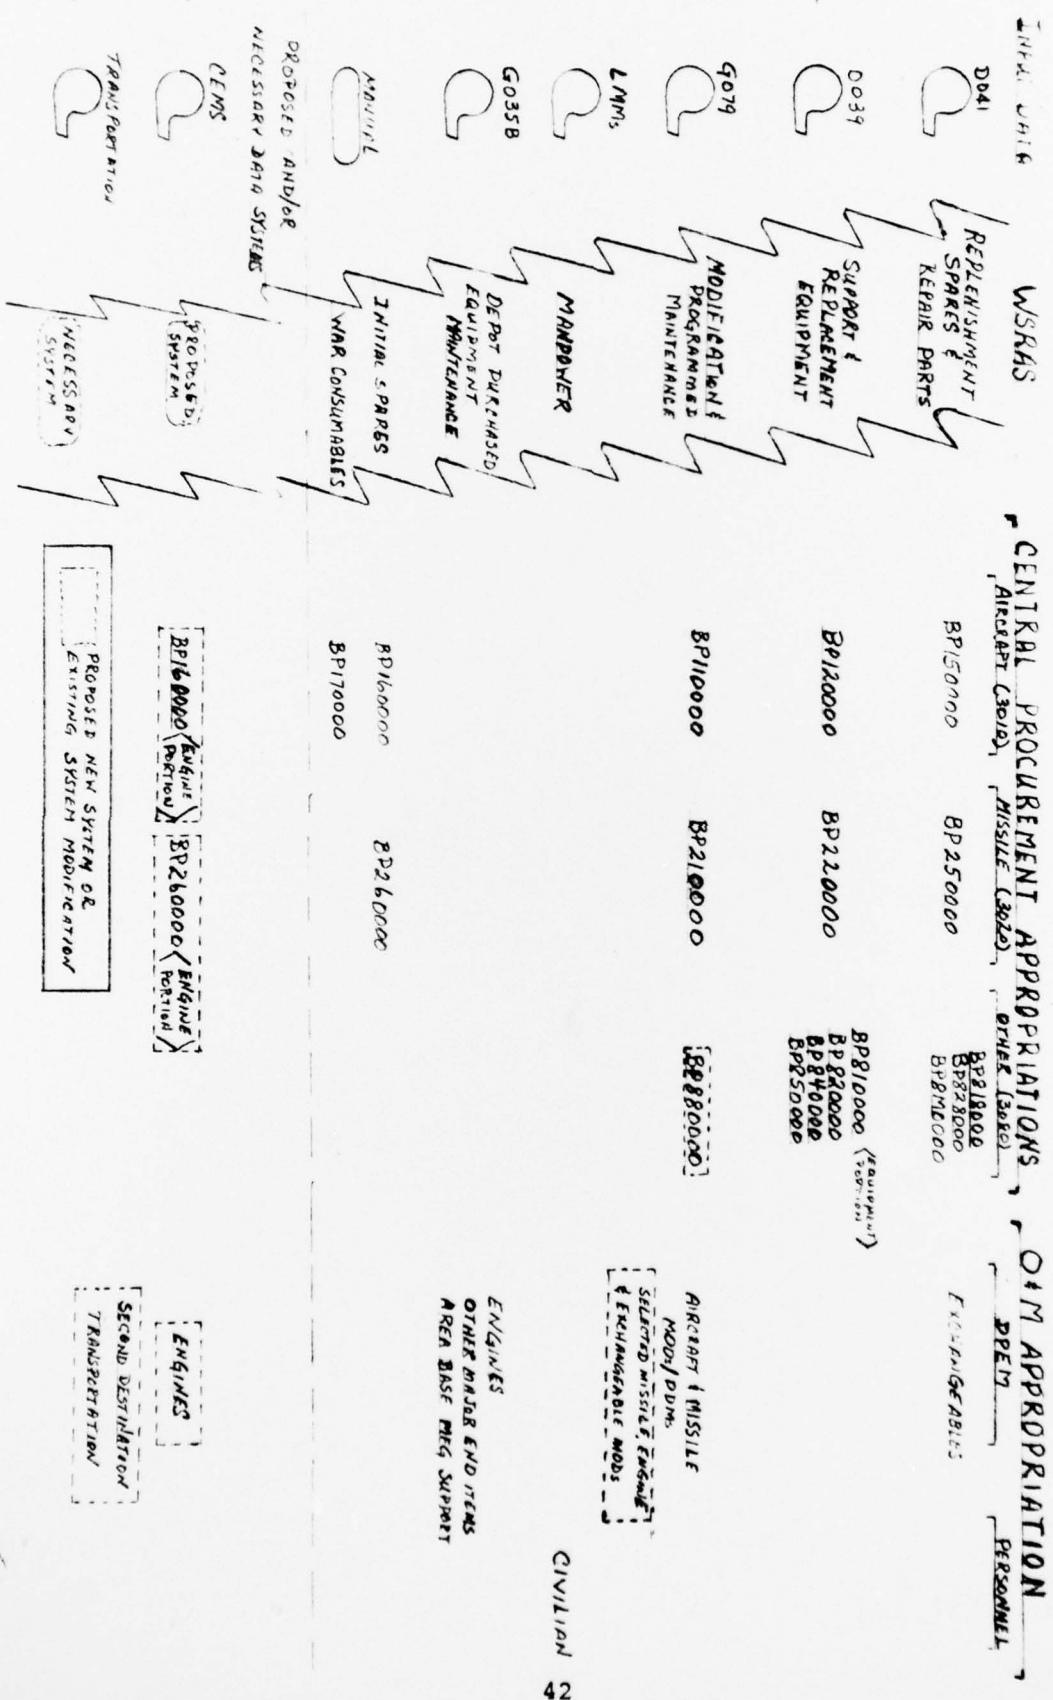 INPUT DATA
WSRAS
CENTRAL PROCUREMENT APPROPRIATIONS
O&M APPROPRIATION
AIRCRAFT (3010)
MISSILE (3020)
OTHER (3080)
DPEM
PERSONNEL
D041
REPLENISHMENT
SPARES &
REPAIR PARTS
BP150000
BP250000
BP818000
BP828000
BP8M0000
EXCHANGEABLES
D039
SUPPORT &
REPLACEMENT
EQUIPMENT
BP120000
BP220000
BP810000 (EQUIPMENT
PORTION)
BP820000
BP840000
BP850000
G079
MODIFICATION &
PROGRAMMED
MAINTENANCE
BP110000
BP210000
BP880000
AIRCRAFT & MISSILE
MODS/PDMs
SELECTED MISSILE, ENGINE
& EXCHANGEABLE MODS
LMMs
MANPOWER
CIVILIAN
G035B
DEPOT PURCHASED
EQUIPMENT
MAINTENANCE
ENGINES
OTHER MAJOR END ITEMS
AREA BASE MFG SUPPORT
MANUAL
INITIAL SPARES
BP160000
BP260000
WAR CONSUMABLES
BP170000
PROPOSED AND/OR
NECESSARY DATA SYSTEMS
CEMS
PROPOSED
SYSTEM
BP160000 (ENGINE
PORTION)
BP260000 (ENGINE
PORTION)
ENGINES
TRANSPORTATION
NECESSARY
SYSTEM
SECOND DESTINATION
TRANSPORTATION
PROPOSED NEW SYSTEM OR
EXISTING SYSTEM MODIFICATION
42